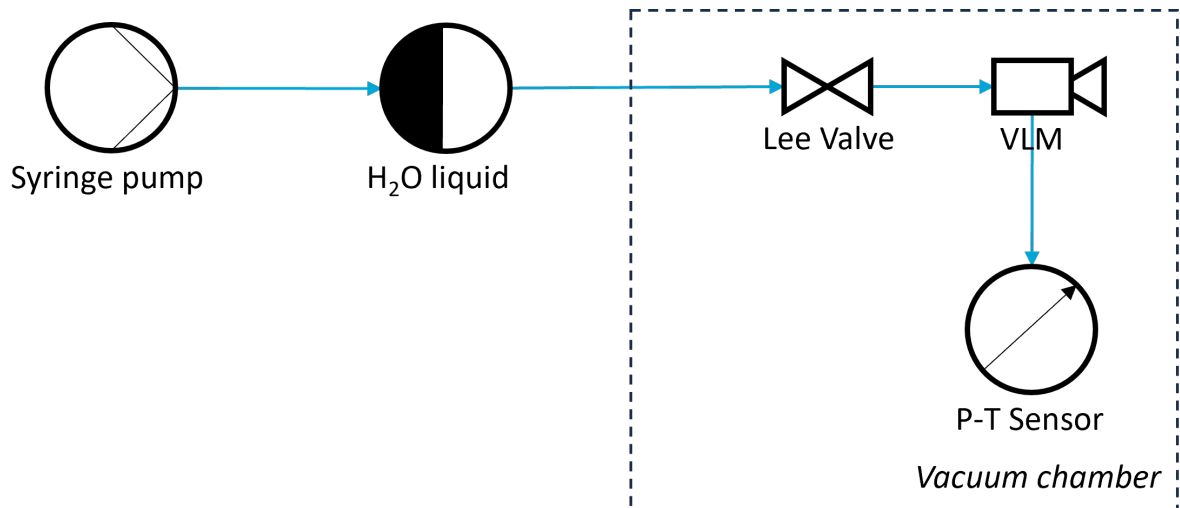 Syringe pump
H₂O liquid
Lee Valve
VLM
P-T Sensor
Vacuum chamber